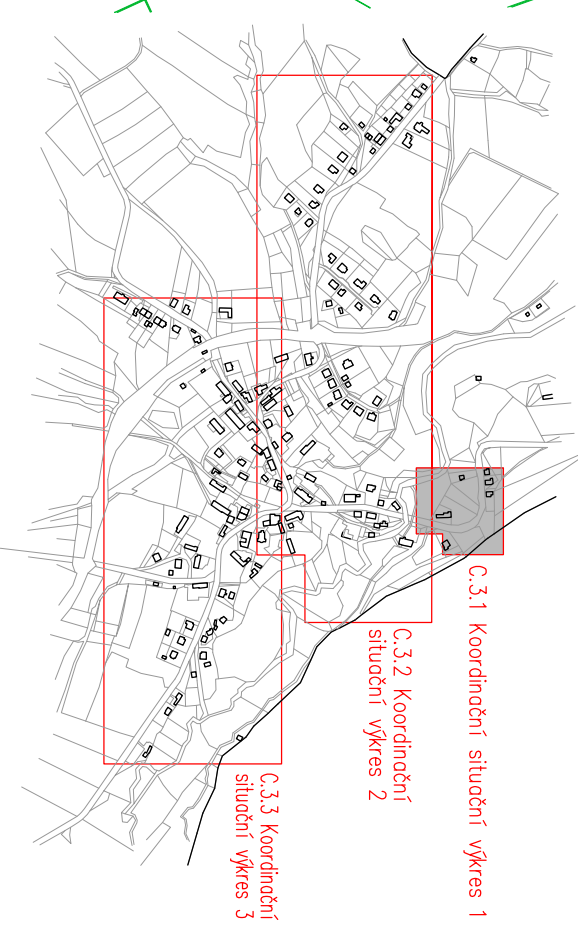 C.3.1 Koordinační situační výkres 1
C.3.2 Koordinační
situační výkres 2
C.3.3 Koordinační
situační výkres 3